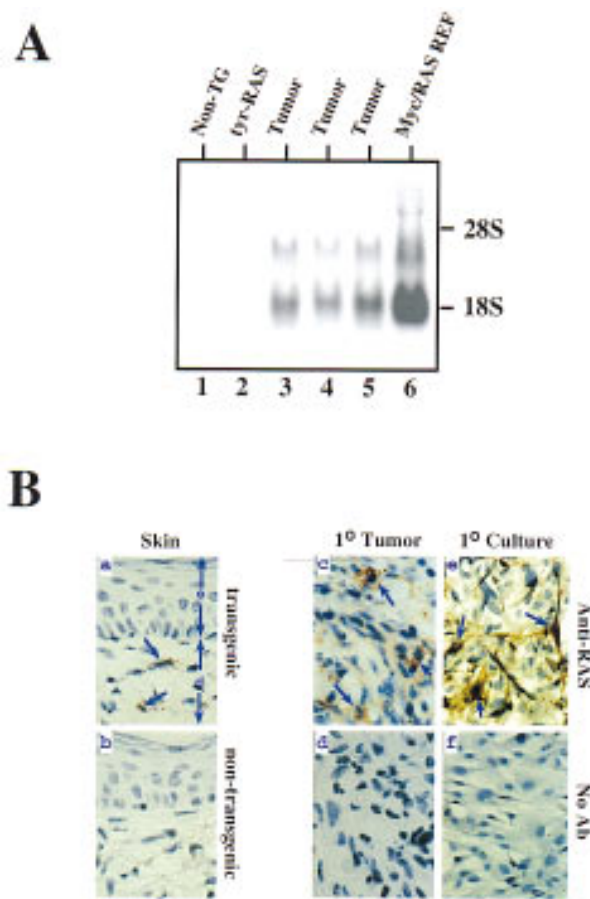 A
Non-TG
tyr-RAS
Tumor
Tumor
Tumor
Myc/RAS REF
28S
18S
1 2 3 4 5 6
B
Skin
1° Tumor
1° Culture
a
c
e
transgenic
Anti-RAS
b
d
f
non-transgenic
No Ab